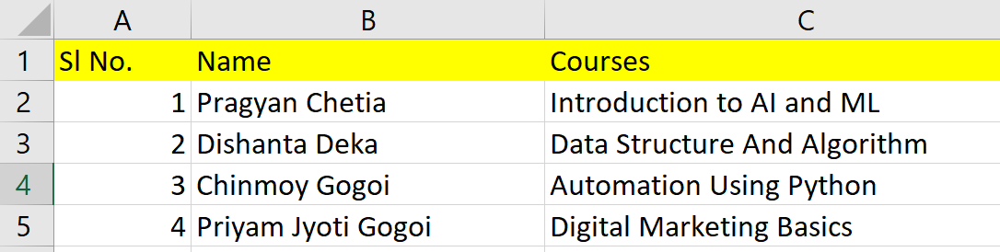 A B C
1 Sl No. Name Courses
2 1 Pragyan Chetia Introduction to AI and ML
3 2 Dishanta Deka Data Structure And Algorithm
4 3 Chinmoy Gogoi Automation Using Python
5 4 Priyam Jyoti Gogoi Digital Marketing Basics